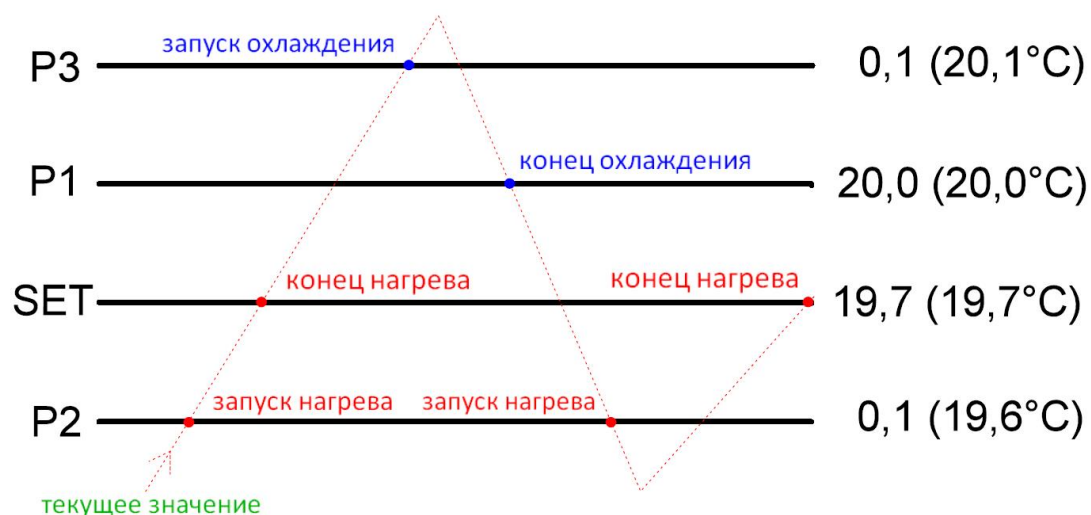 запуск охлаждения
P3 0,1 (20,1°C)
конец охлаждения
P1 20,0 (20,0°C)
конец нагрева конец нагрева
SET 19,7 (19,7°C)
запуск нагрева запуск нагрева
P2 0,1 (19,6°C)
текущее значение